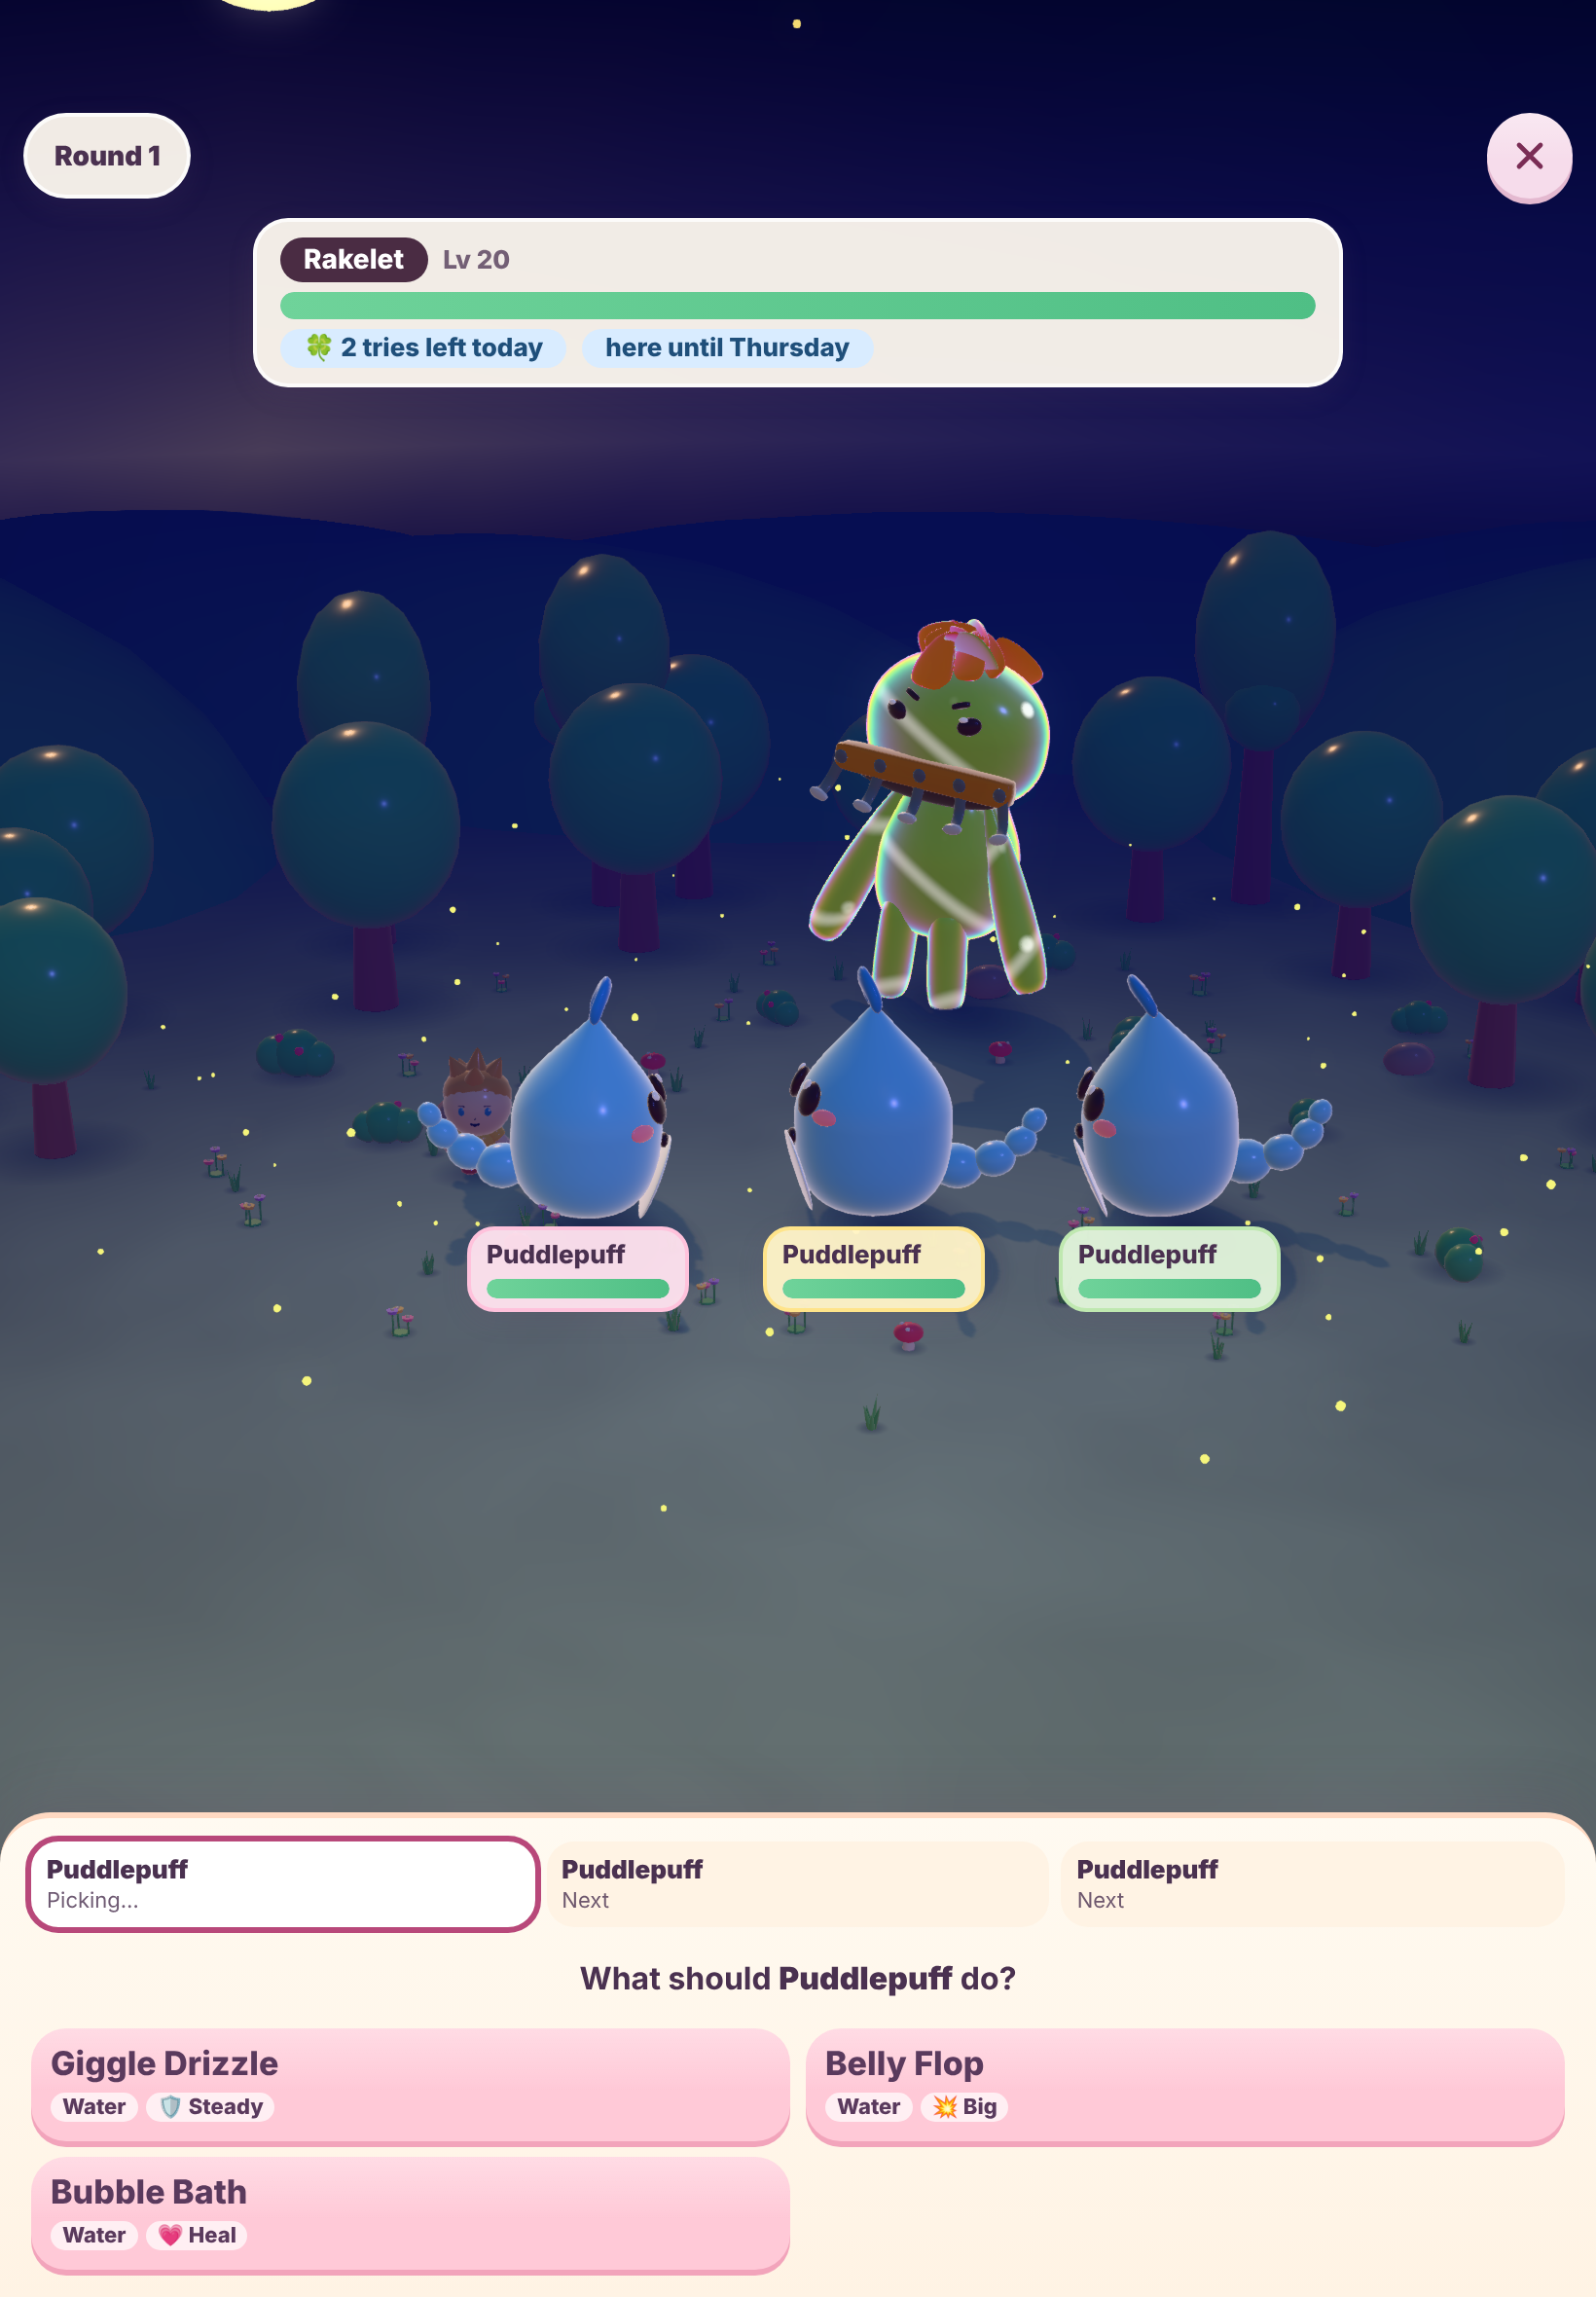 Round 1
Rakelet Lv 20
🍀 2 tries left today here until Thursday
Puddlepuff Puddlepuff Puddlepuff
Puddlepuff Puddlepuff Puddlepuff
Picking... Next Next
What should Puddlepuff do?
Giggle Drizzle Belly Flop
Water 🛡️ Steady Water 💥 Big
Bubble Bath
Water 💗 Heal